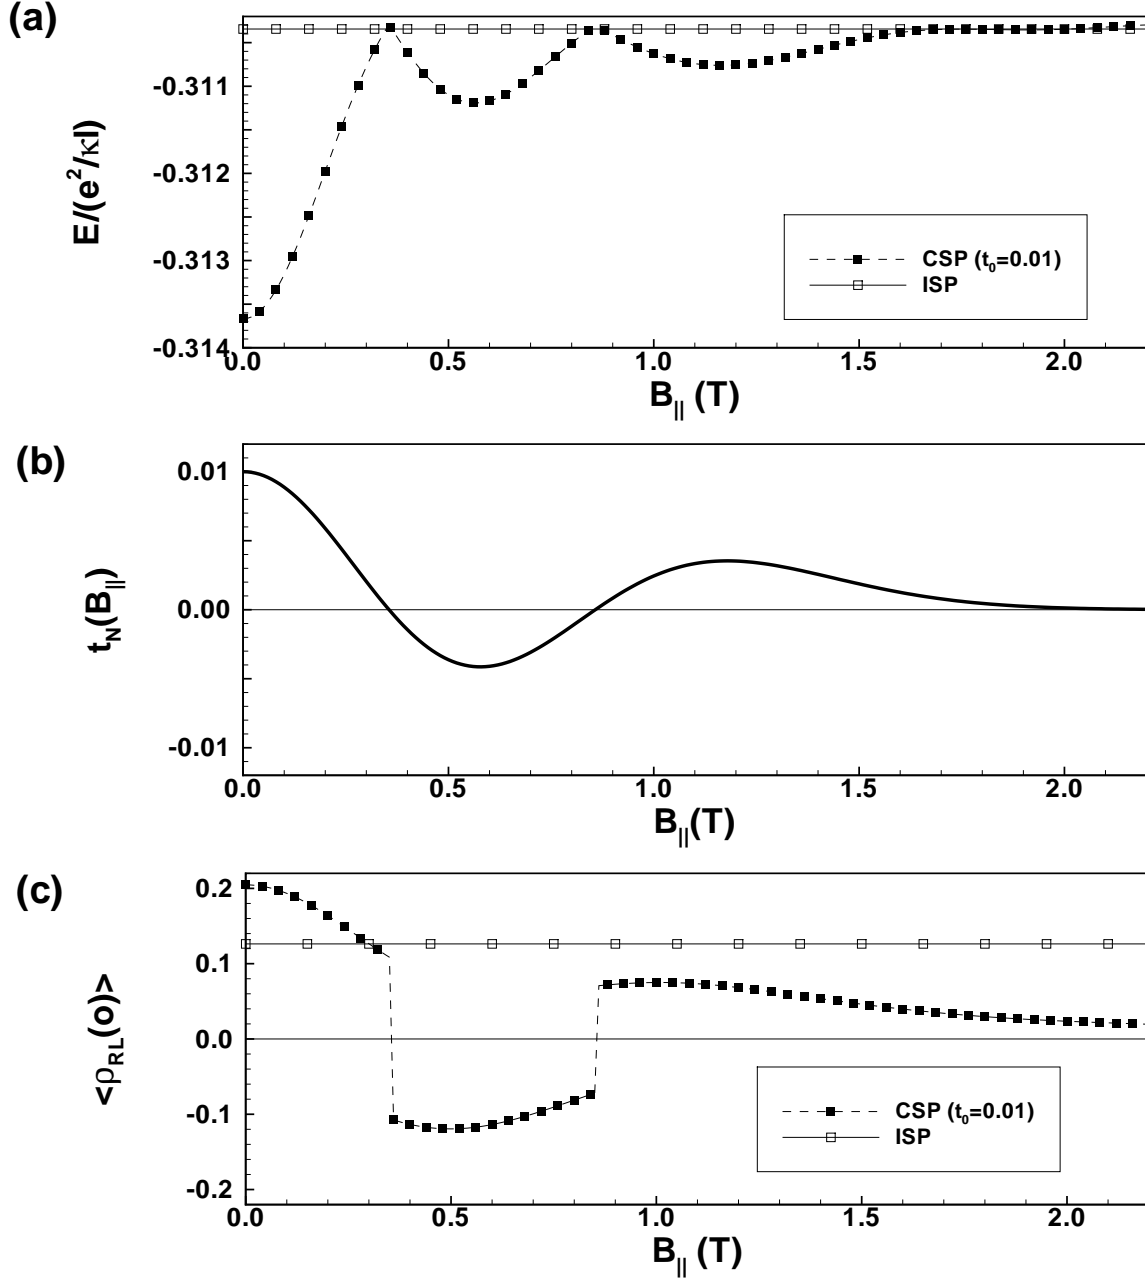 (a)
E/(e²/κl)
-0.311
-0.312
-0.313
-0.314
CSP (t₀=0.01)
ISP
0.0 0.5 1.0 1.5 2.0
B|| (T)
(b)
t_N(B||)
0.01
0.00
-0.01
0.0 0.5 1.0 1.5 2.0
B||(T)
(c)
<ρ_RL(o)>
0.2
0.1
0.0
-0.1
-0.2
CSP (t₀=0.01)
ISP
0.0 0.5 1.0 1.5 2.0
B|| (T)